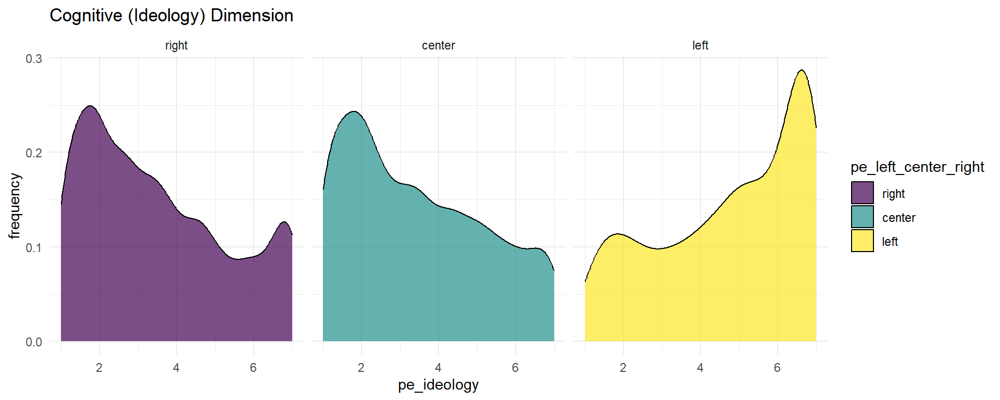 Cognitive (Ideology) Dimension
right center left
0.3
0.2
0.1
0.0
frequency
2 4 6 2 4 6 2 4 6
pe_ideology
pe_left_center_right
right
center
left